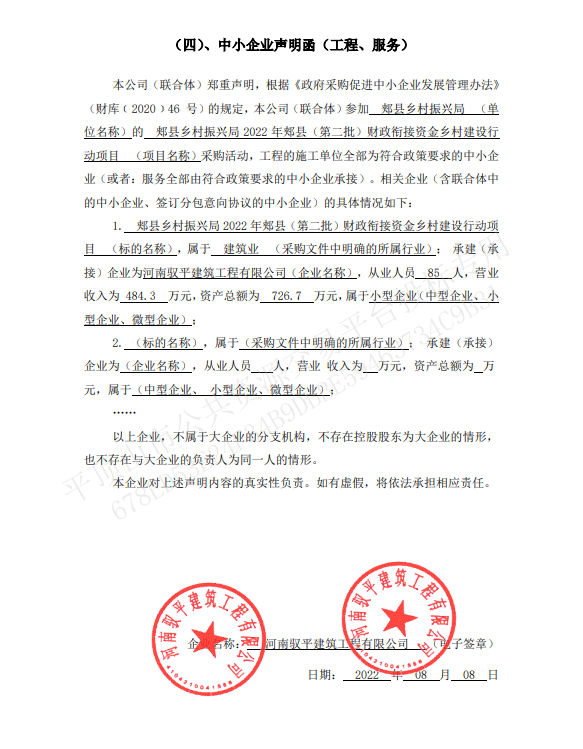 （四）、中小企业声明函（工程、服务）
本公司（联合体）郑重声明，根据《政府采购促进中小企业发展管理办法》
（财库﹝2020﹞46 号）的规定，本公司（联合体）参加 郏县乡村振兴局 （单
位名称）的 郏县乡村振兴局 2022 年郏县（第二批）财政衔接资金乡村建设行
动项目 （项目名称）采购活动，工程的施工单位全部为符合政策要求的中小企
业（或者：服务全部由符合政策要求的中小企业承接）。相关企业（含联合体中
的中小企业、签订分包意向协议的中小企业）的具体情况如下：
1. 郏县乡村振兴局 2022 年郏县（第二批）财政衔接资金乡村建设行动项
目 （标的名称），属于 建筑业 （采购文件中明确的所属行业）； 承建（承
接）企业为河南驭平建筑工程有限公司（企业名称），从业人员 85 人，营业
收入为 484.3 万元，资产总额为 726.7 万元，属于小型企业（中型企业、小
型企业、微型企业）；
2. （标的名称），属于（采购文件中明确的所属行业）； 承建（承接）
企业为（企业名称），从业人员 人，营业 收入为 万元，资产总额为 万
元，属于（中型企业、 小型企业、微型企业）；
……
以上企业，不属于大企业的分支机构，不存在控股股东为大企业的情形，
也不存在与大企业的负责人为同一人的情形。
本企业对上述声明内容的真实性负责。如有虚假，将依法承担相应责任。
河南驭平建筑工程有限公司
河南驭平建筑工程有限公司
企业名称： 河南驭平建筑工程有限公司 （电子签章）
日期： 2022 年 08 月 08 日